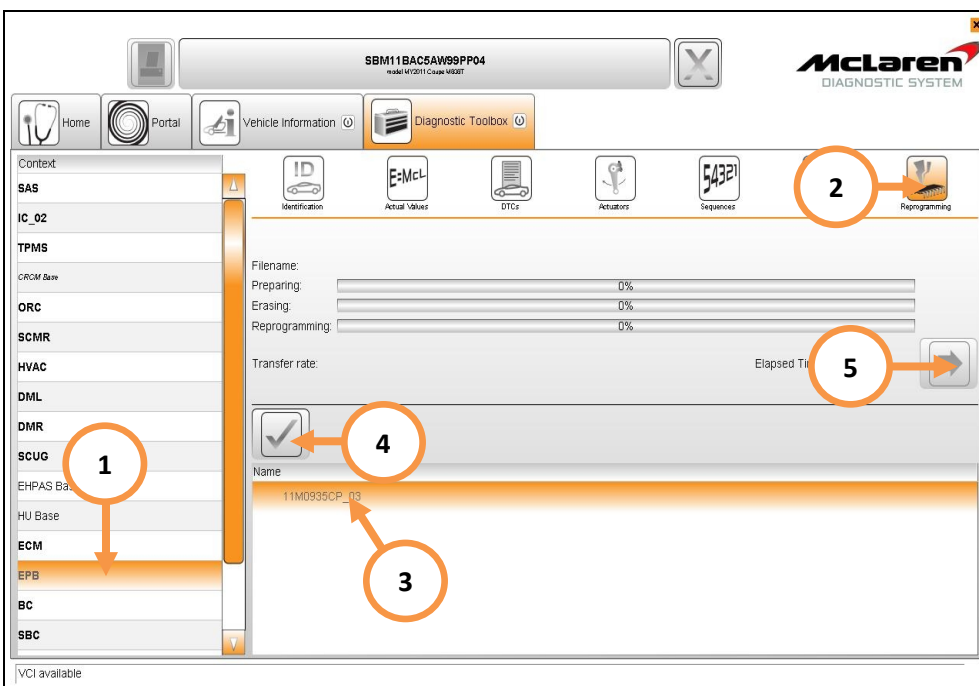 SBM11BAC5AW99PP04
model MY2011 Coupe M838T
McLaren
DIAGNOSTIC SYSTEM
Home
Portal
Vehicle Information
Diagnostic Toolbox
Context
SAS
IC_02
TPMS
CRCM Base
ORC
SCMR
HVAC
DML
DMR
SCUG
EHPAS Ba
HU Base
ECM
EPB
BC
SBC
ID
Identification
E=McL
Actual Values
DTCs
Actuators
54321
Sequences
2
Reprogramming
Filename:
Preparing: 0%
Erasing: 0%
Reprogramming: 0%
Transfer rate:
Elapsed Ti
5
4
1
Name
11M0935CP_03
3
VCI available